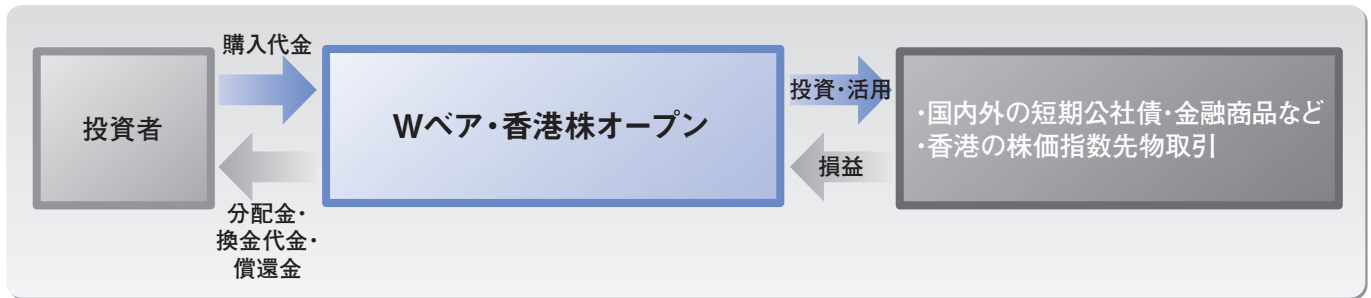 購入代金
投資者
Wベア・香港株オープン
投資・活用
・国内外の短期公社債・金融商品など
・香港の株価指数先物取引
損益
分配金・
換金代金・
償還金